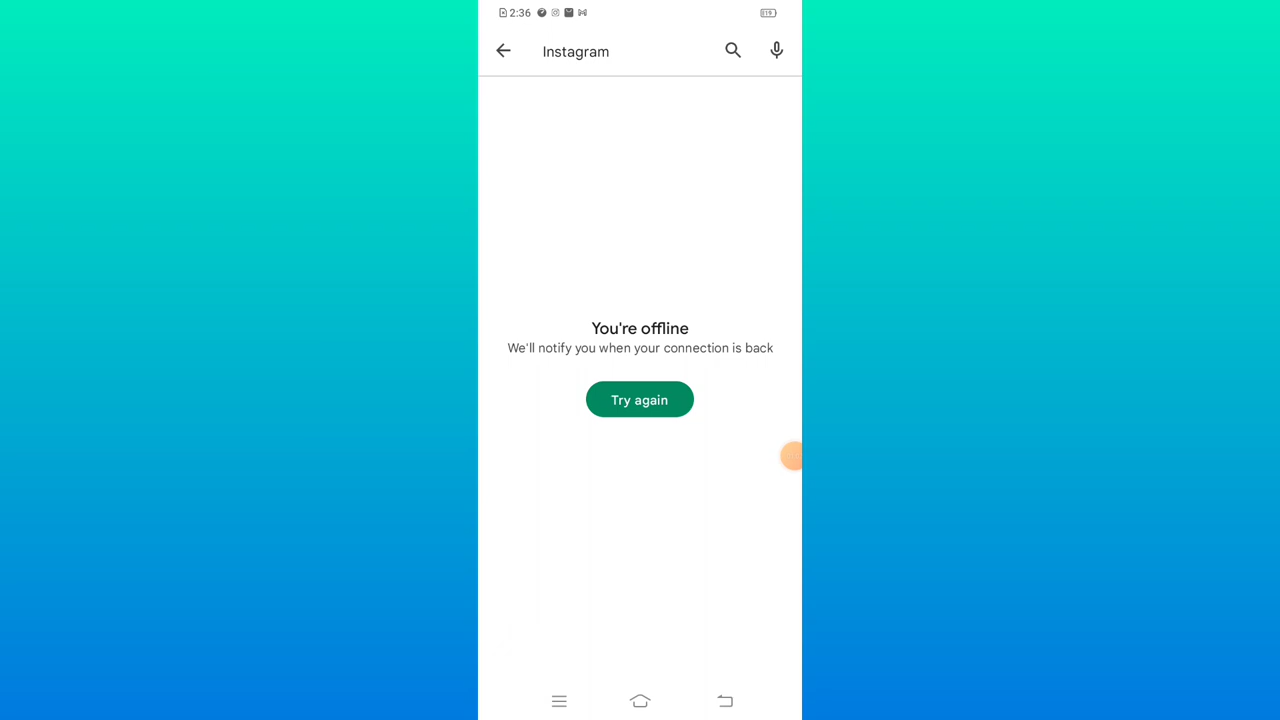 2:36
Instagram
You're offline
We'll notify you when your connection is back
Try again